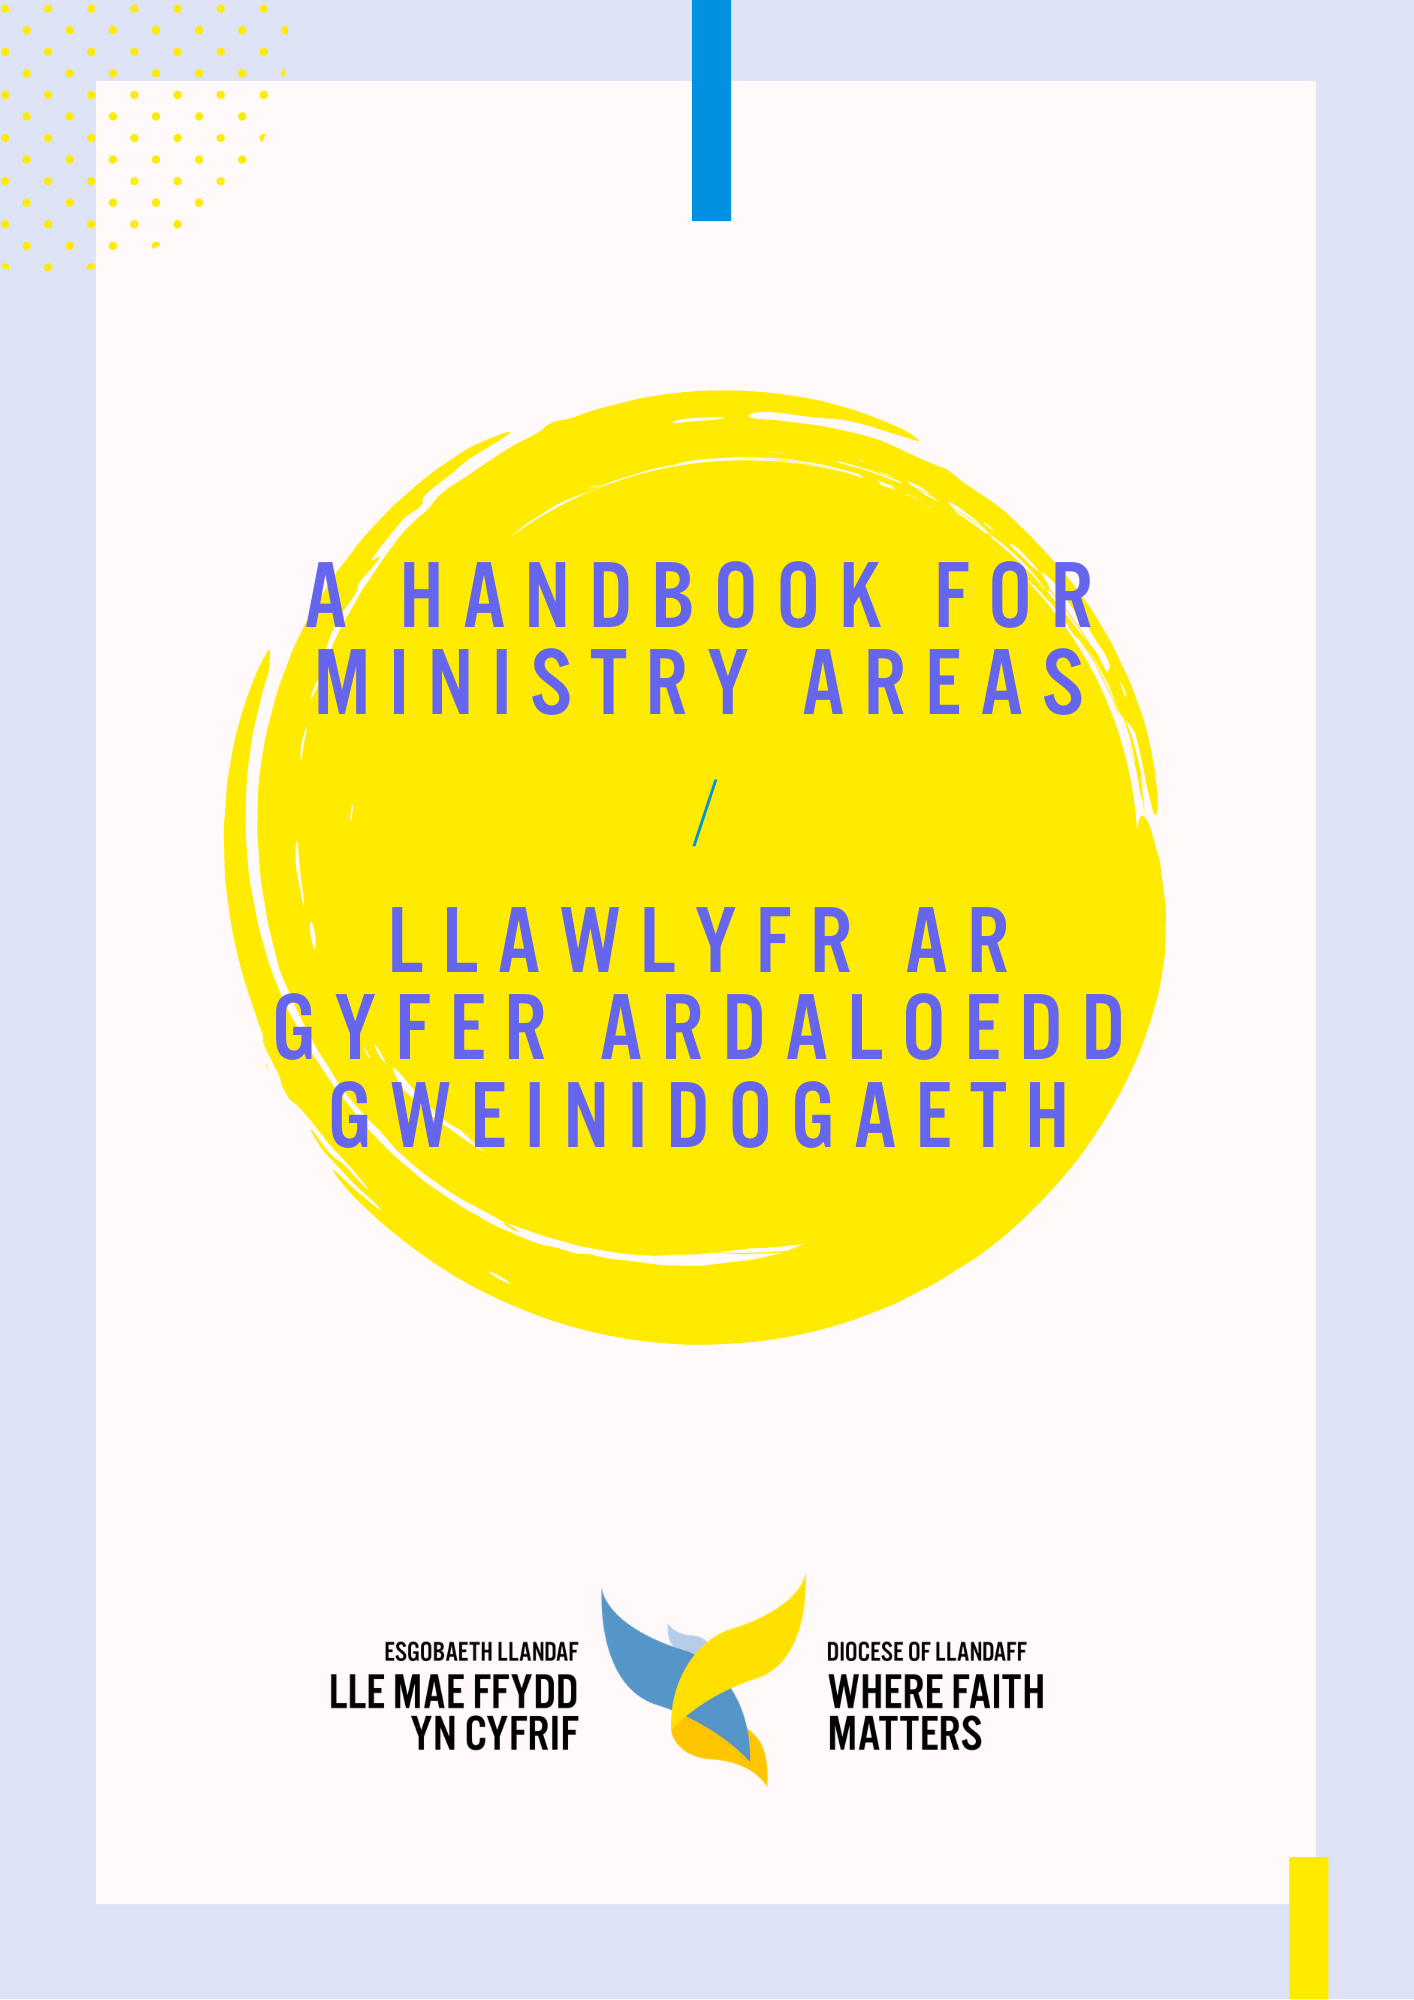 A HANDBOOK FOR
MINISTRY AREAS
/
LLAWLYFR AR
GYFER ARDALOEDD
GWEINIDOGAETH
ESGOBAETH LLANDAF
LLE MAE FFYDD
YN CYFRIF
DIOCESE OF LLANDAFF
WHERE FAITH
MATTERS